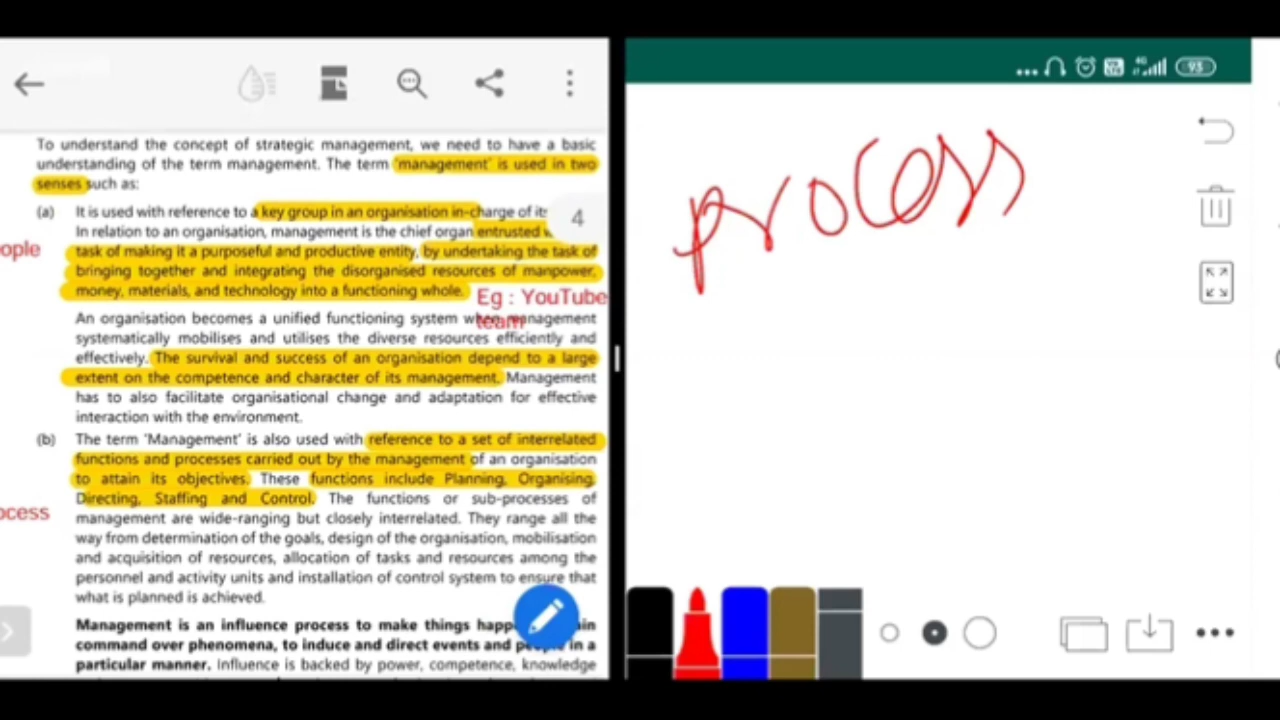 To understand the concept of strategic management, we need to have a basic
understanding of the term management. The term 'management' is used in two
senses such as:
(a) It is used with reference to a key group in an organisation in-charge of its
4
In relation to an organisation, management is the chief organ entrusted
ople
task of making it a purposeful and productive entity, by undertaking the task of
bringing together and integrating the disorganised resources of manpower,
money, materials, and technology into a functioning whole.
Eg : YouTube
team
An organisation becomes a unified functioning system when management
systematically mobilises and utilises the diverse resources efficiently and
effectively. The survival and success of an organisation depend to a large
extent on the competence and character of its management. Management
has to also facilitate organisational change and adaptation for effective
interaction with the environment.
(b) The term 'Management' is also used with reference to a set of interrelated
functions and processes carried out by the management of an organisation
to attain its objectives. These functions include Planning, Organising,
Directing, Staffing and Control. The functions or sub-processes of
ocess
management are wide-ranging but closely interrelated. They range all the
way from determination of the goals, design of the organisation, mobilisation
and acquisition of resources, allocation of tasks and resources among the
personnel and activity units and installation of control system to ensure that
what is planned is achieved.
Management is an influence process to make things happ
command over phenomena, to induce and direct events and people in a
particular manner. Influence is backed by power, competence, knowledge
4G 93
process